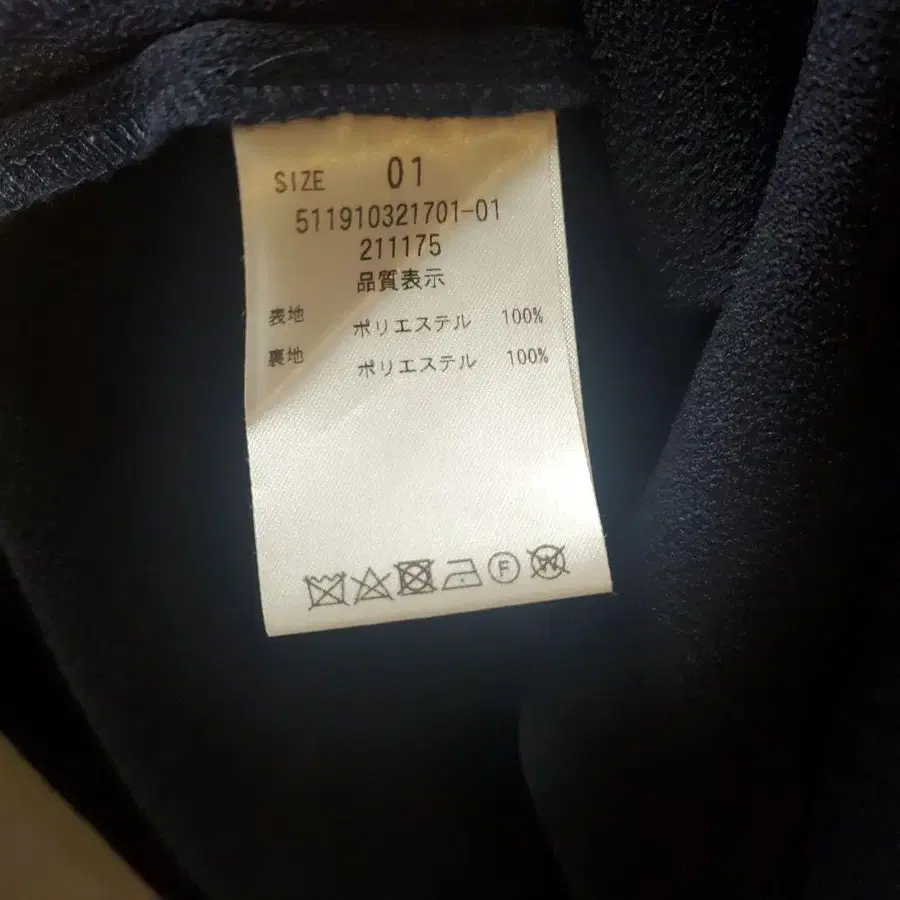 SIZE 01
511910321701-01
211175
品質表示
表地 ポリエステル 100%
裏地 ポリエステル 100%
F W